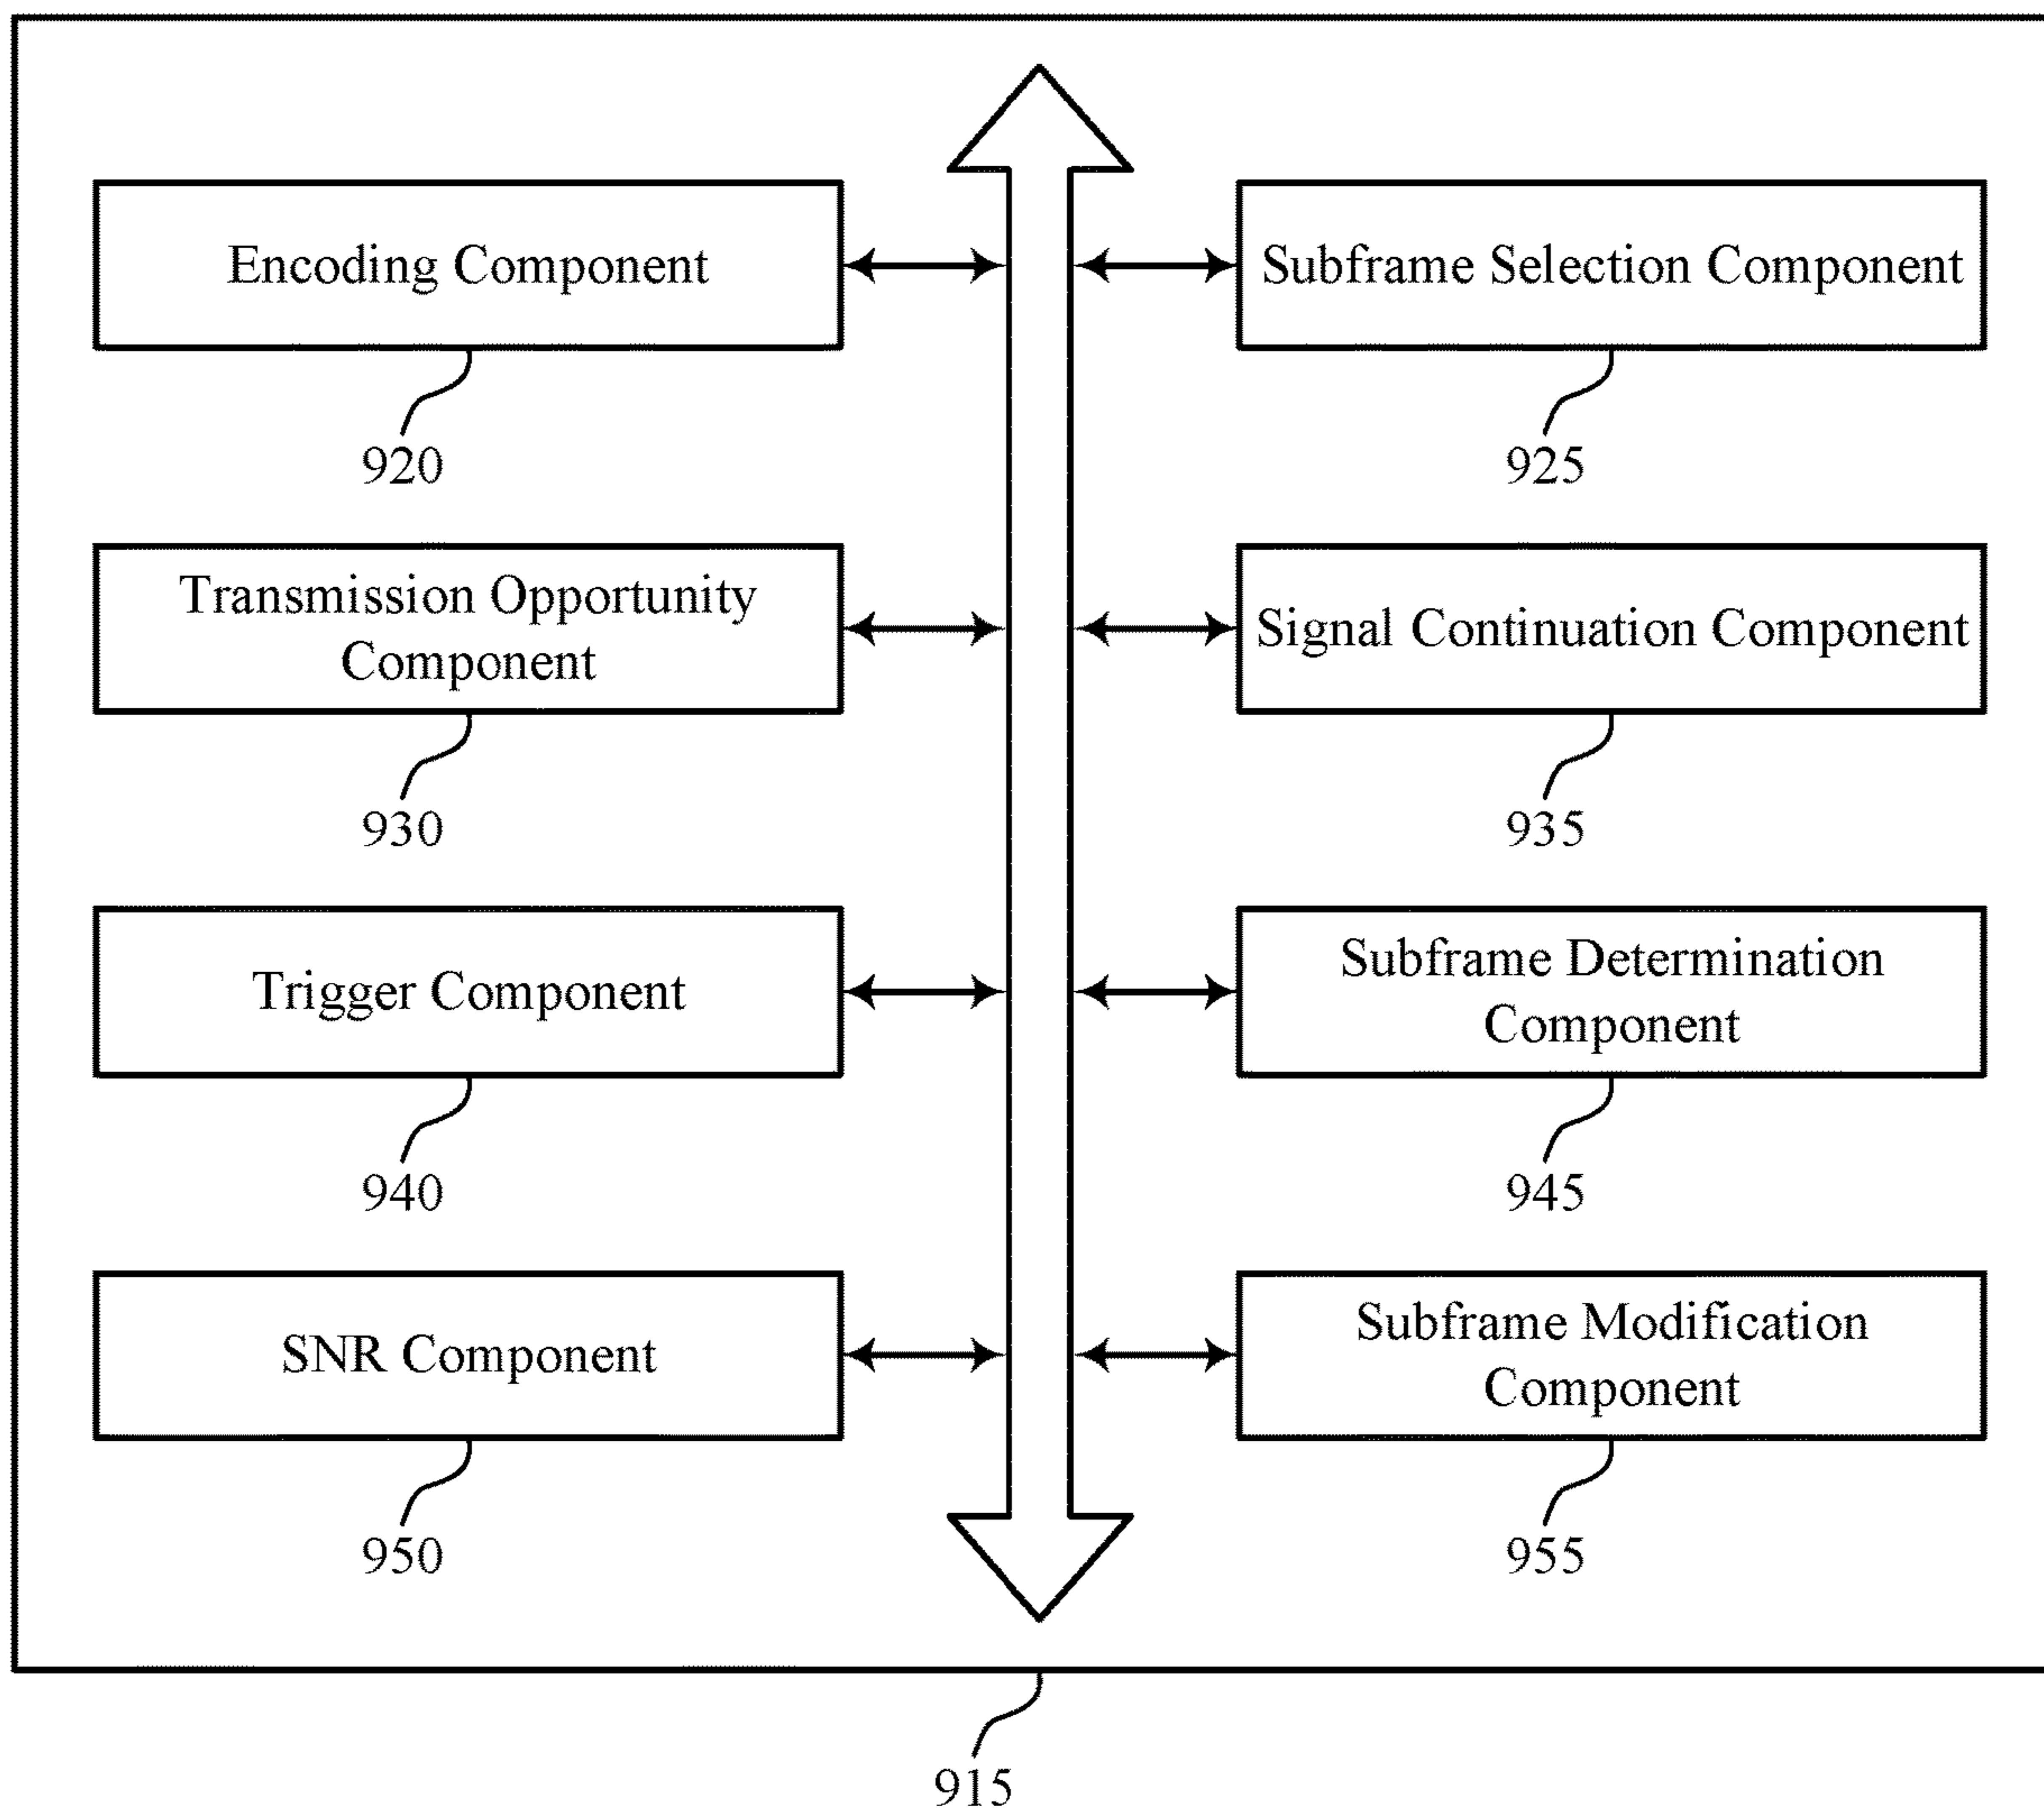 Encoding Component
920
Subframe Selection Component
925
Transmission Opportunity
Component
930
Signal Continuation Component
935
Trigger Component
940
Subframe Determination
Component
945
SNR Component
950
Subframe Modification
Component
955
915